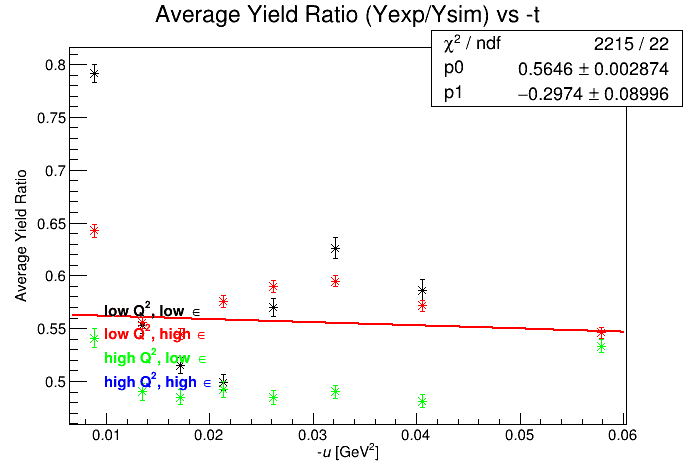 Average Yield Ratio (Yexp/Ysim) vs -t
χ² / ndf 2215 / 22
p0 0.5646 ± 0.002874
p1 −0.2974 ± 0.08996
0.8
0.75
0.7
0.65
0.6
0.55
0.5
Average Yield Ratio
low Q², low ∈
low Q², high ∈
high Q², low ∈
high Q², high ∈
0.01 0.02 0.03 0.04 0.05 0.06
-u [GeV²]